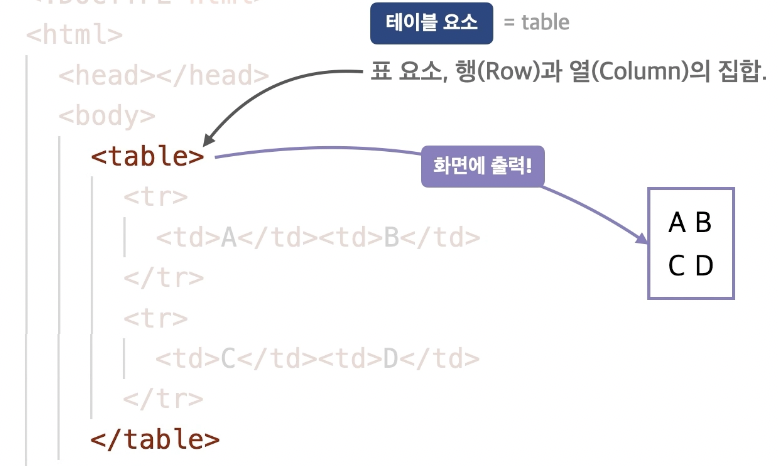 <!DOCTYPE html>
테이블 요소 = table
<html>
표 요소, 행(Row)과 열(Column)의 집합.
<head></head>
<body>
<table>
화면에 출력!
<tr>
<td>A</td><td>B</td>
</tr>
<tr>
<td>C</td><td>D</td>
</tr>
</table>
A B
C D